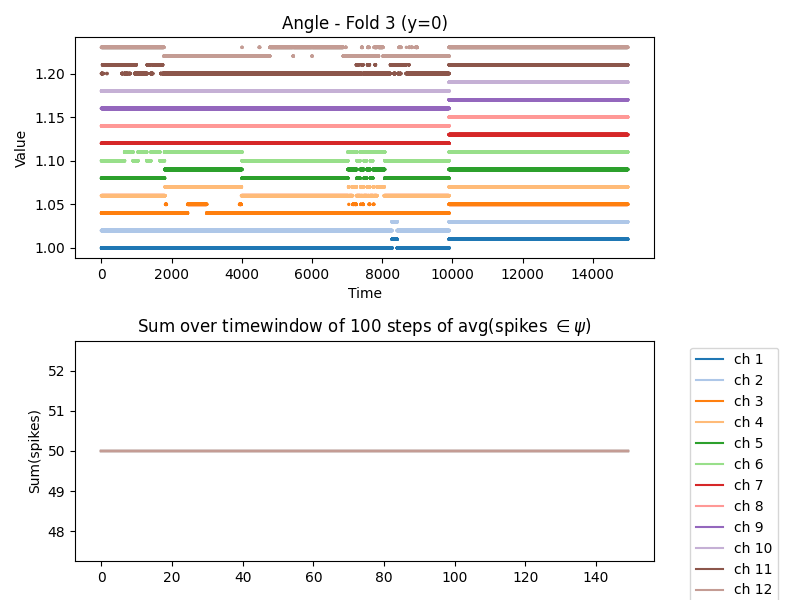 Angle - Fold 3 (y=0)
Value
1.20
1.15
1.10
1.05
1.00
0 2000 4000 6000 8000 10000 12000 14000
Time
Sum over timewindow of 100 steps of avg(spikes ∈ ψ)
Sum(spikes)
52
51
50
49
48
0 20 40 60 80 100 120 140
ch 1
ch 2
ch 3
ch 4
ch 5
ch 6
ch 7
ch 8
ch 9
ch 10
ch 11
ch 12